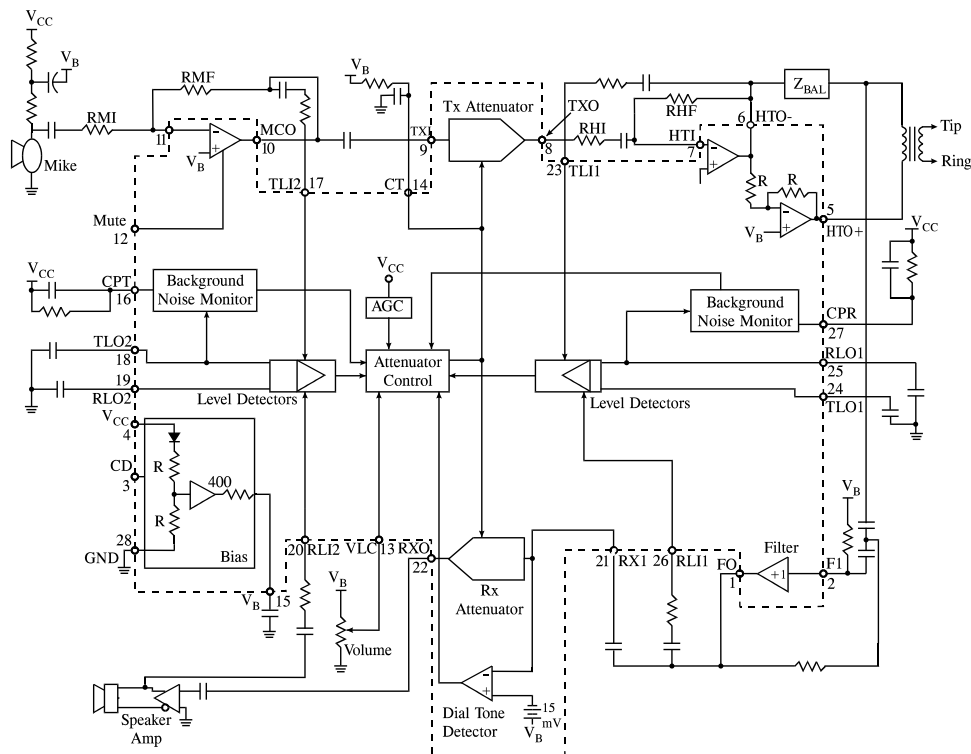 VCC
VB
RMI
Mike
RMF
11
VB
MCO
10
VB
TXI
9
Tx Attenuator
TXO
8
RHI
RHF
HTI
7
6
HTO-
ZBAL
Tip
Ring
TLI2
17
CT
14
23
TLI1
R
R
VB
5
HTO+
VCC
Mute
12
VCC
CPT
16
Background
Noise Monitor
VCC
AGC
Background
Noise Monitor
CPR
27
TLO2
18
19
RLO2
Level Detectors
Attenuator
Control
Level Detectors
RLO1
25
24
TLO1
VCC
4
CD
3
28
GND
R
R
400
Bias
VB
15
20
RLI2
VLC
13
RXO
22
VB
Volume
Rx
Attenuator
21
RX1
26
RLI1
FO
1
Filter
+1
VB
F1
2
Speaker
Amp
Dial Tone
Detector
15
mV
VB